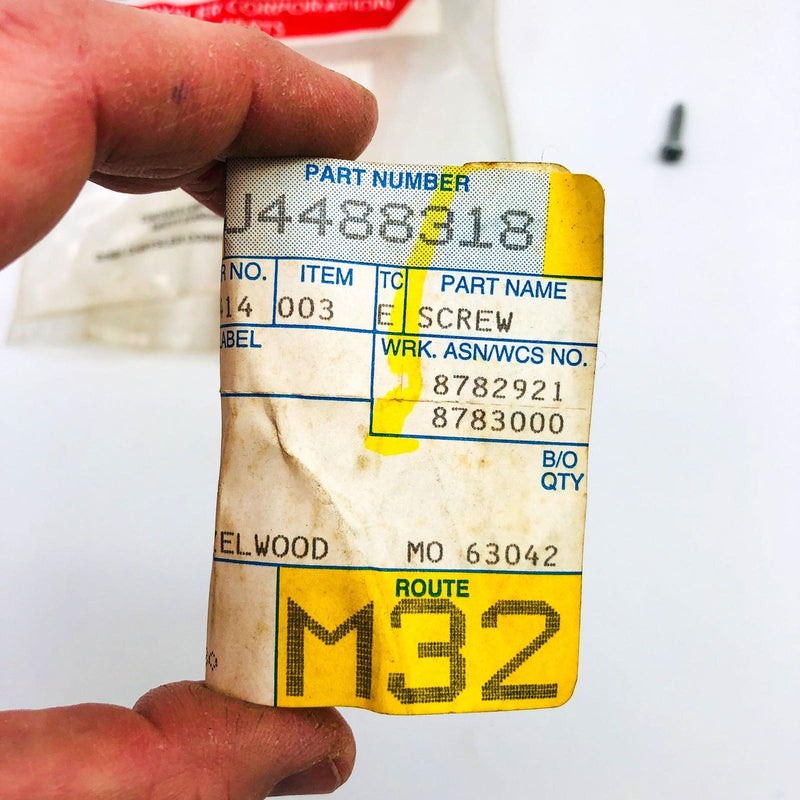 CORPORATION
PART NUMBER
J4488318
R NO. ITEM TC PART NAME
414 003 E SCREW
ABEL WRK. ASN/WCS NO.
8782921
8783000
B/O
QTY
ELWOOD MO 63042
ROUTE
M32